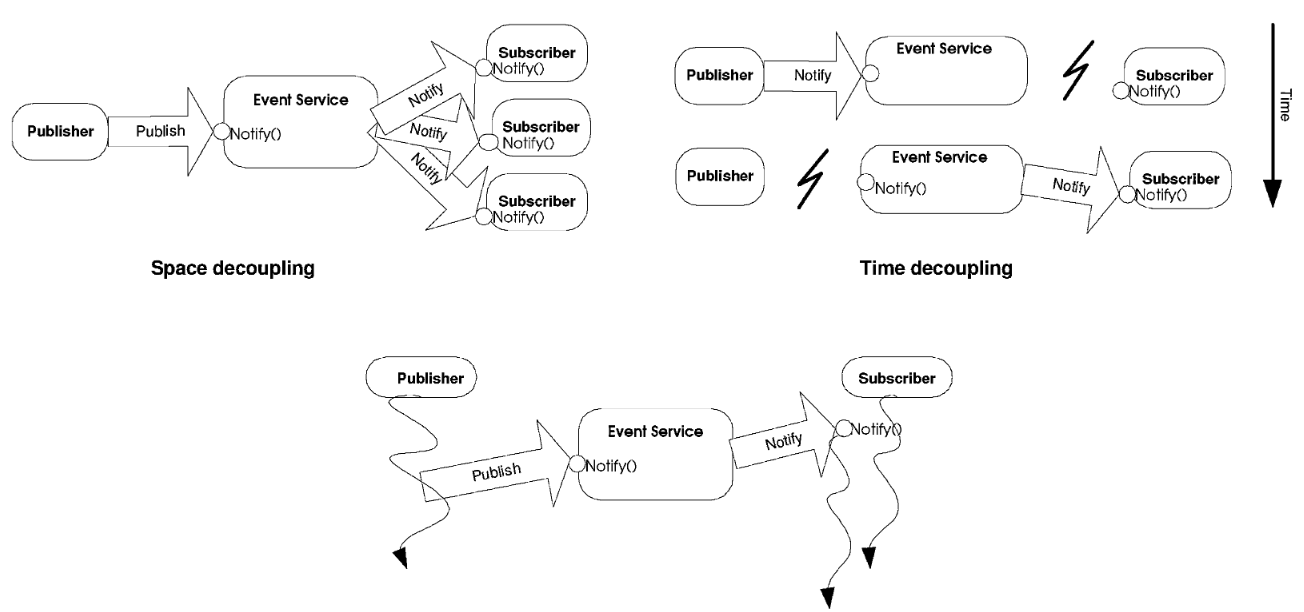 Publisher
Publish
Event Service
Notify()
Notify
Notify
Notify
Subscriber
Notify()
Subscriber
Notify()
Subscriber
Notify()
Space decoupling
Publisher
Notify
Event Service
Subscriber
Notify()
Publisher
Event Service
Notify()
Notify
Subscriber
Notify()
Time
Time decoupling
Publisher
Publish
Event Service
Notify()
Notify
Subscriber
Notify()